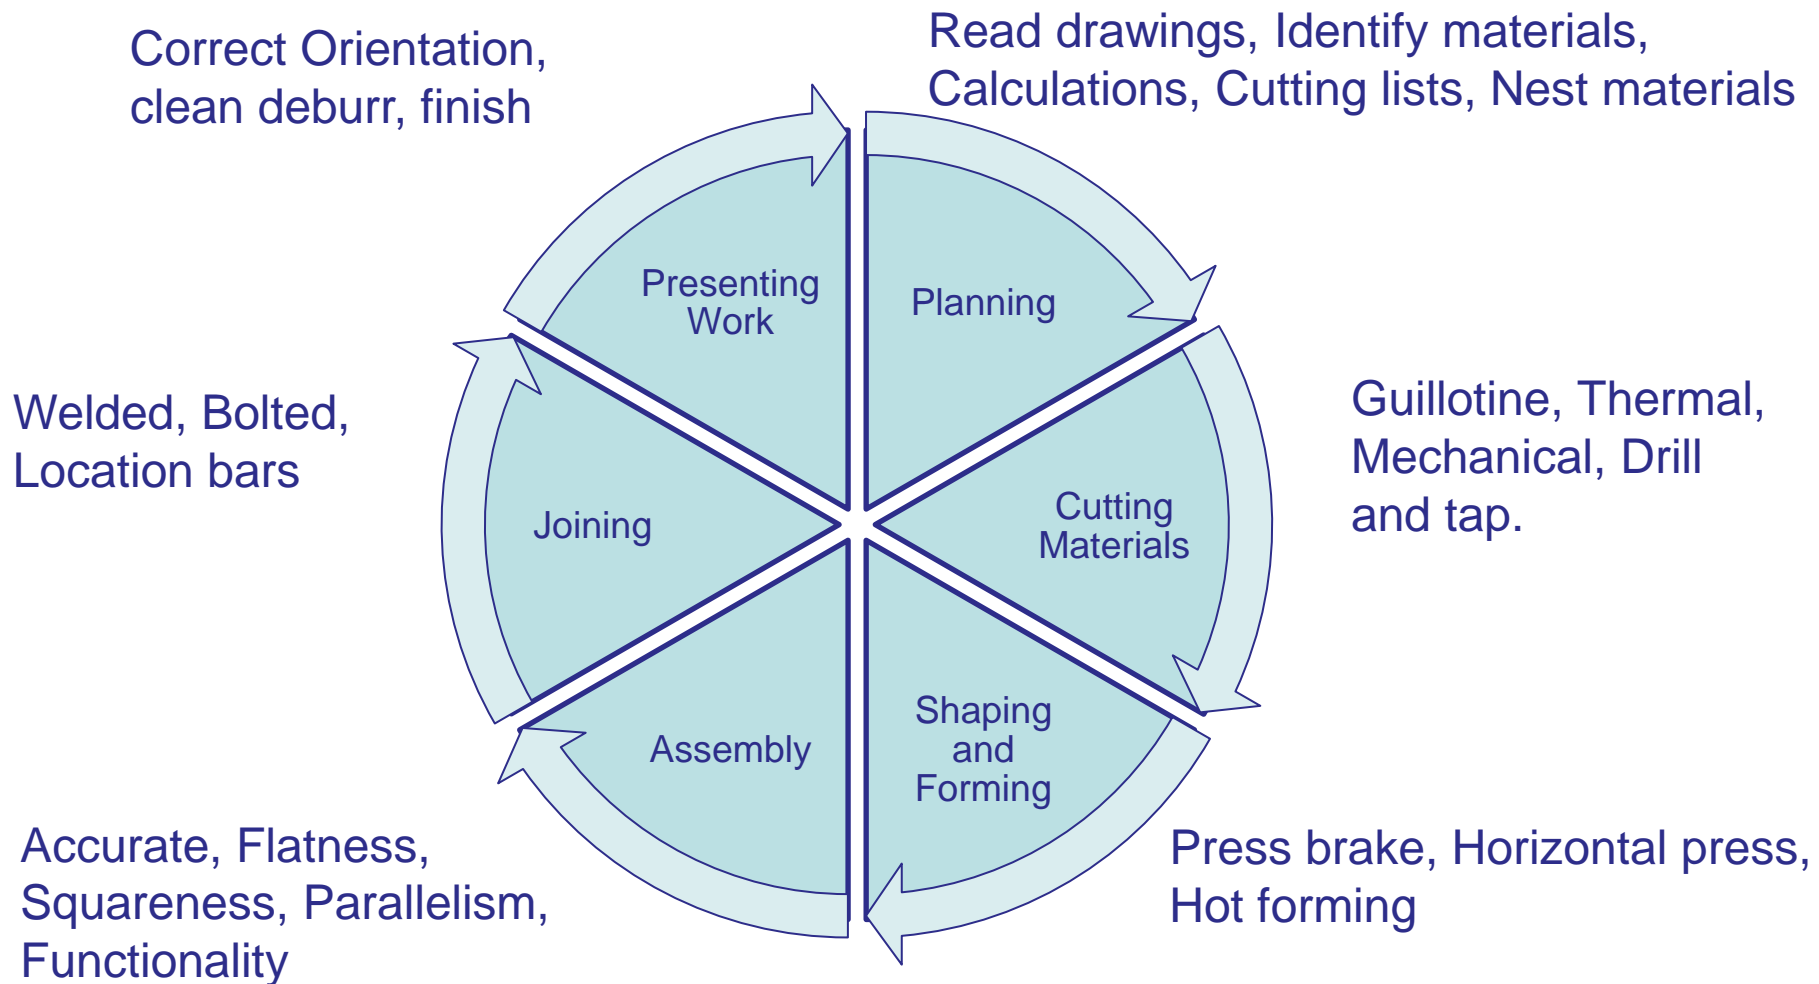 Correct Orientation,
clean deburr, finish
Read drawings, Identify materials,
Calculations, Cutting lists, Nest materials
Presenting
Work
Planning
Welded, Bolted,
Location bars
Guillotine, Thermal,
Mechanical, Drill
and tap.
Joining
Cutting
Materials
Assembly
Shaping
and
Forming
Accurate, Flatness,
Squareness, Parallelism,
Functionality
Press brake, Horizontal press,
Hot forming